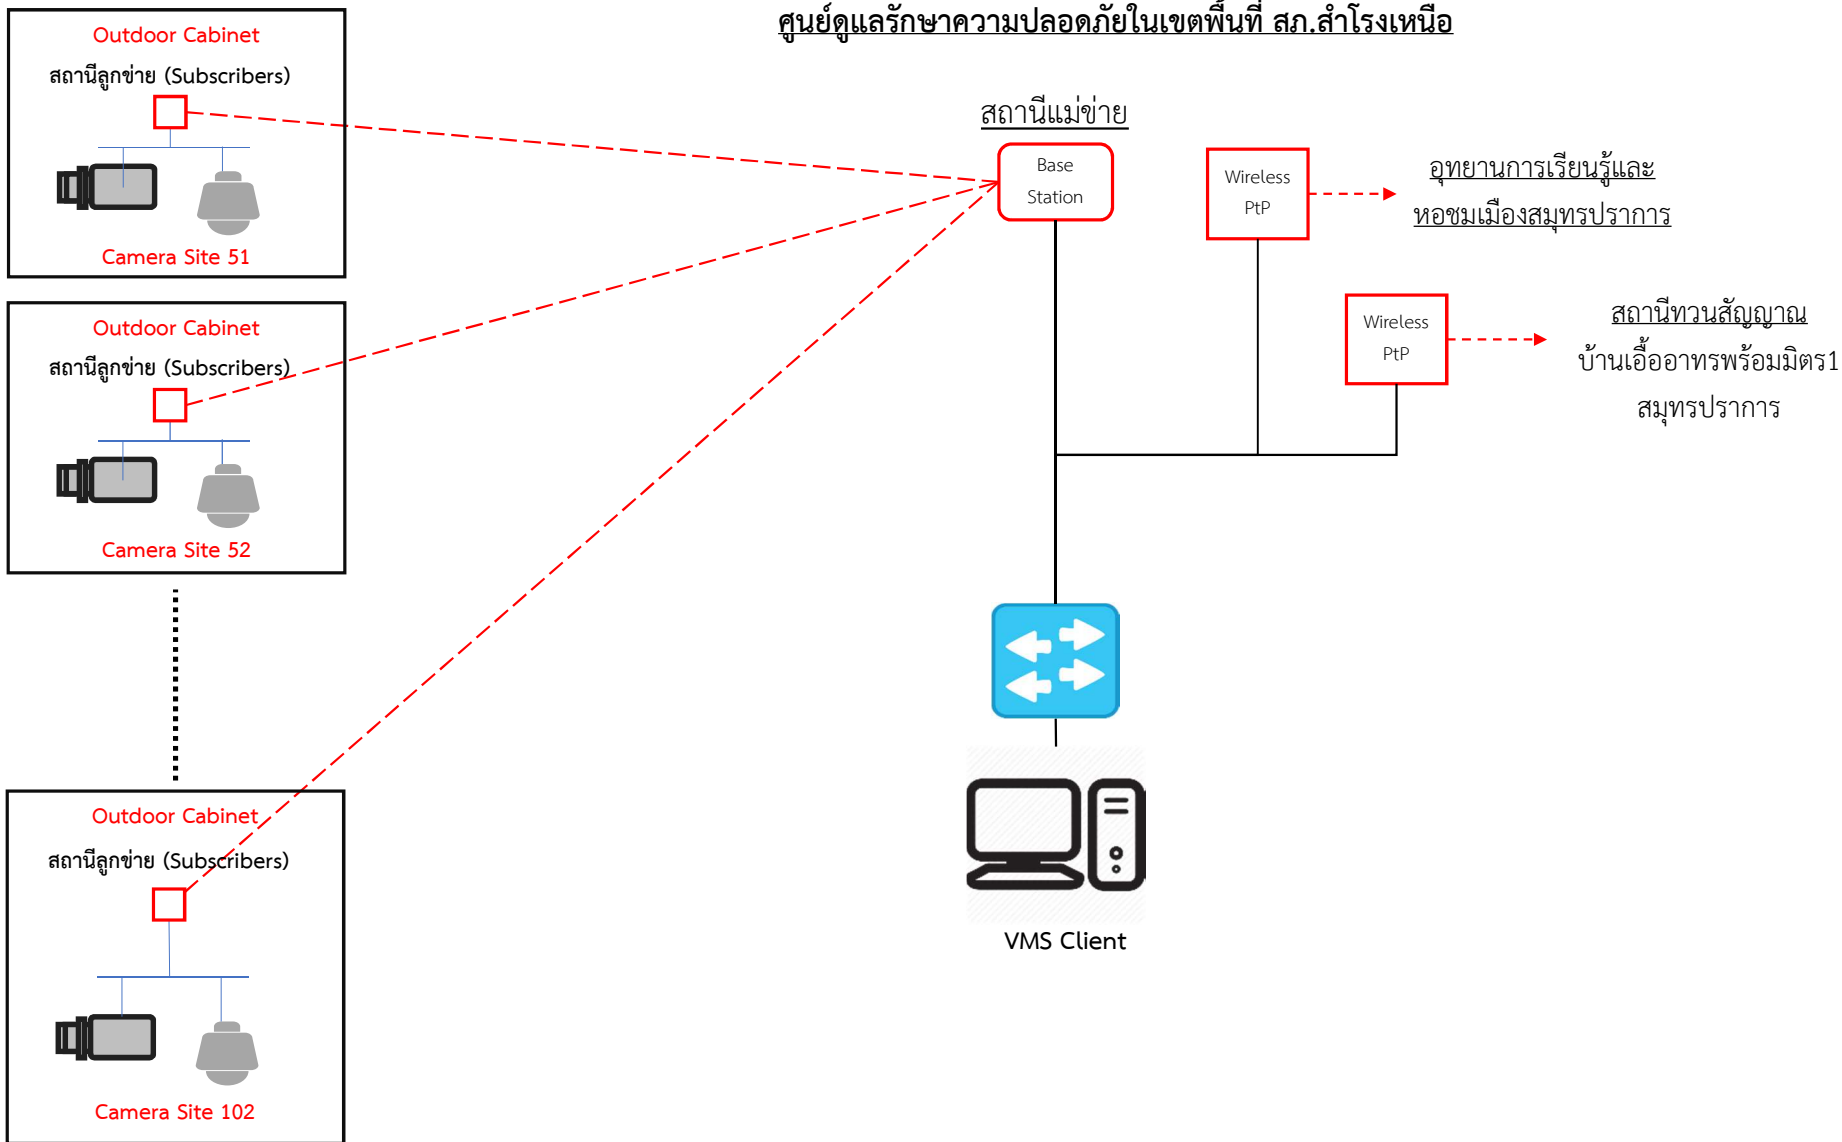 ศูนย์ดูแลรักษาความปลอดภัยในเขตพื้นที่ สภ.สำโรงเหนือ
Outdoor Cabinet
สถานีลูกข่าย (Subscribers)
Camera Site 51
Outdoor Cabinet
สถานีลูกข่าย (Subscribers)
Camera Site 52
Outdoor Cabinet
สถานีลูกข่าย (Subscribers)
Camera Site 102
สถานีแม่ข่าย
Base
Station
Wireless
PtP
อุทยานการเรียนรู้และ
หอชมเมืองสมุทรปราการ
Wireless
PtP
สถานีทวนสัญญาณ
บ้านเอื้ออาทรพร้อมมิตร1
สมุทรปราการ
VMS Client